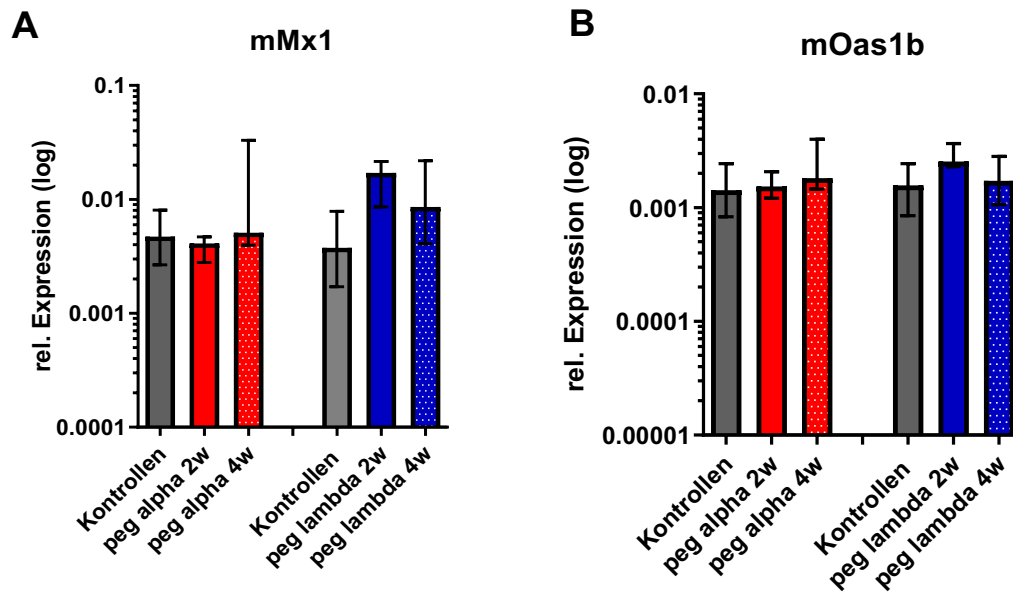 A
mMx1
rel. Expression (log)
0.1
0.01
0.001
0.0001
Kontrollen
peg alpha 2w
peg alpha 4w
Kontrollen
peg lambda 2w
peg lambda 4w
B
mOas1b
rel. Expression (log)
0.01
0.001
0.0001
0.00001
Kontrollen
peg alpha 2w
peg alpha 4w
Kontrollen
peg lambda 2w
peg lambda 4w